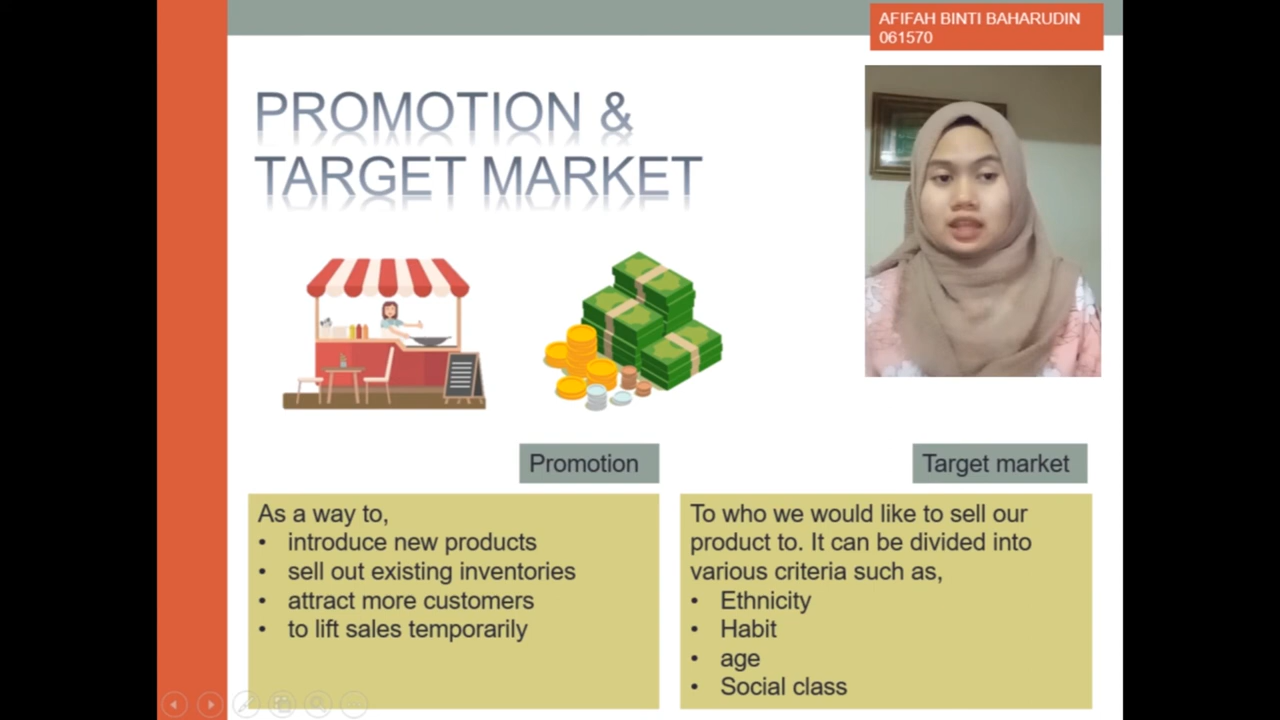 AFIFAH BINTI BAHARUDIN
061570
PROMOTION &
TARGET MARKET
Promotion
As a way to,
• introduce new products
• sell out existing inventories
• attract more customers
• to lift sales temporarily
Target market
To who we would like to sell our
product to. It can be divided into
various criteria such as,
• Ethnicity
• Habit
• age
• Social class